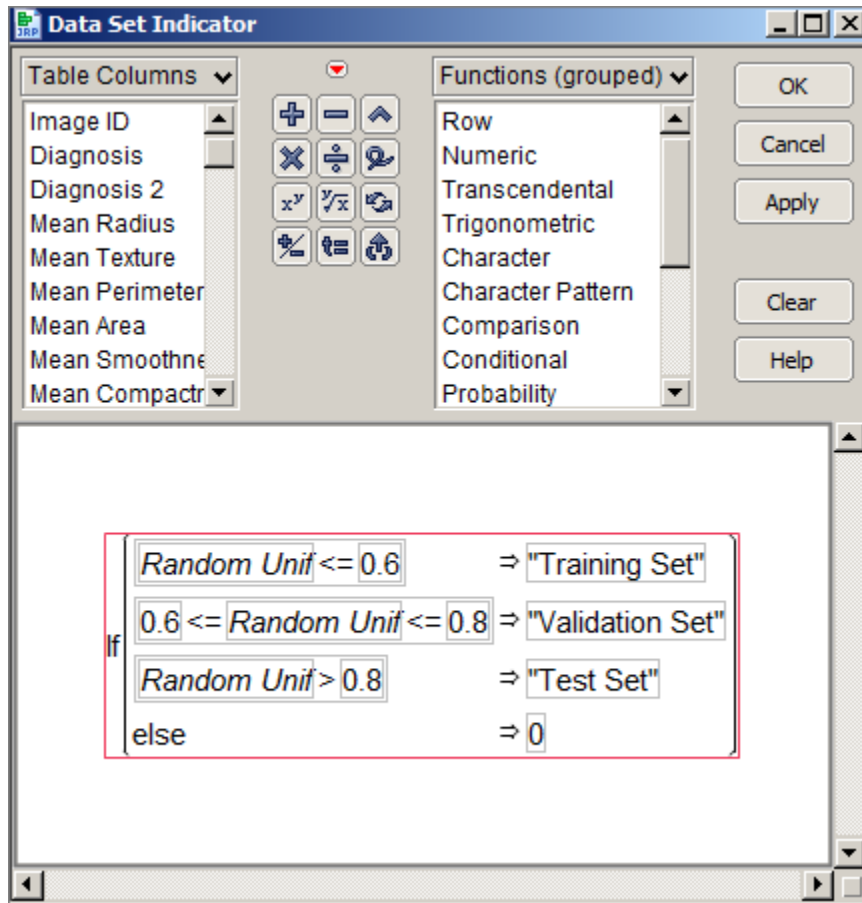 Data Set Indicator
Table Columns
Functions (grouped)
OK
Cancel
Apply
Clear
Help
Image ID
Diagnosis
Diagnosis 2
Mean Radius
Mean Texture
Mean Perimeter
Mean Area
Mean Smoothne
Mean Compactr
Row
Numeric
Transcendental
Trigonometric
Character
Character Pattern
Comparison
Conditional
Probability
If
Random Unif <= 0.6 ⇒ "Training Set"
0.6 <= Random Unif <= 0.8 ⇒ "Validation Set"
Random Unif > 0.8 ⇒ "Test Set"
else ⇒ 0